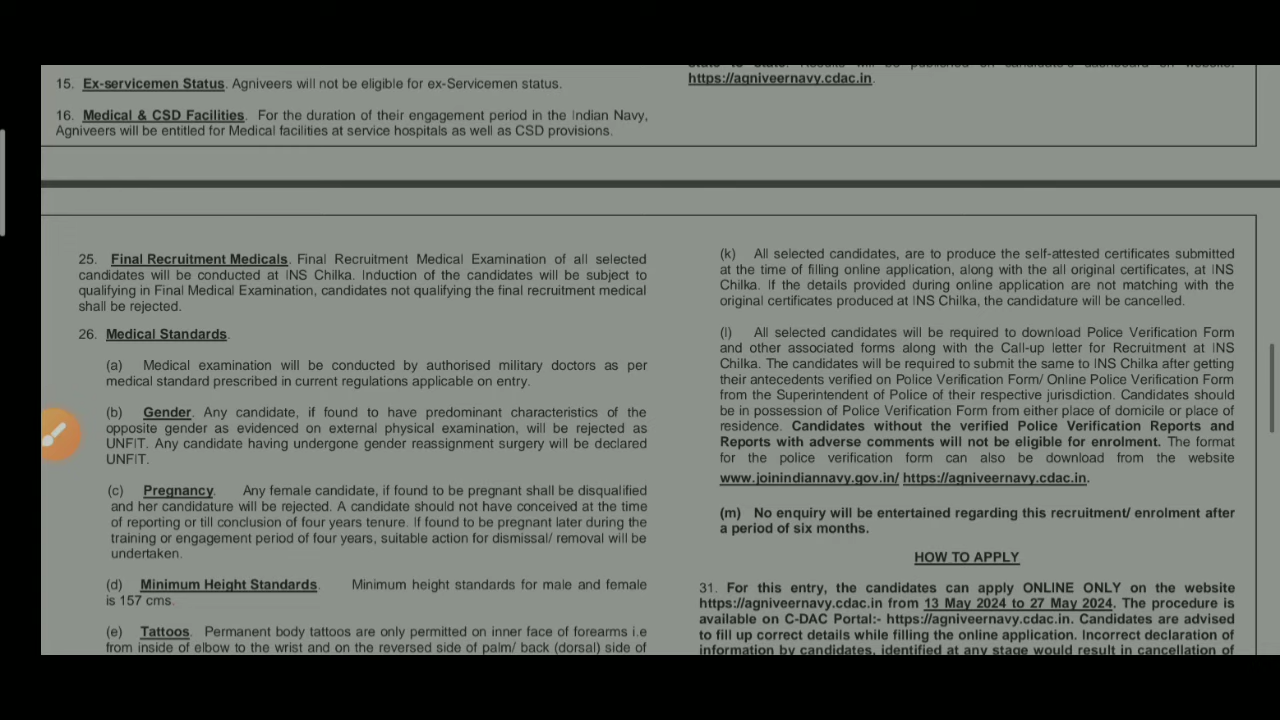 15. Ex-servicemen Status. Agniveers will not be eligible for ex-Servicemen status.
16. Medical & CSD Facilities. For the duration of their engagement period in the Indian Navy,
Agniveers will be entitled for Medical facilities at service hospitals as well as CSD provisions.
state to state. Results will be published on candidate's dashboard on website:
https://agniveernavy.cdac.in.
25. Final Recruitment Medicals. Final Recruitment Medical Examination of all selected
candidates will be conducted at INS Chilka. Induction of the candidates will be subject to
qualifying in Final Medical Examination, candidates not qualifying the final recruitment medical
shall be rejected.
26. Medical Standards.
(a) Medical examination will be conducted by authorised military doctors as per
medical standard prescribed in current regulations applicable on entry.
(b) Gender. Any candidate, if found to have predominant characteristics of the
opposite gender as evidenced on external physical examination, will be rejected as
UNFIT. Any candidate having undergone gender reassignment surgery will be declared
UNFIT.
(c) Pregnancy. Any female candidate, if found to be pregnant shall be disqualified
and her candidature will be rejected. A candidate should not have conceived at the time
of reporting or till conclusion of four years tenure. If found to be pregnant later during the
training or engagement period of four years, suitable action for dismissal/ removal will be
undertaken.
(d) Minimum Height Standards. Minimum height standards for male and female
is 157 cms.
(e) Tattoos. Permanent body tattoos are only permitted on inner face of forearms i.e
from inside of elbow to the wrist and on the reversed side of palm/ back (dorsal) side of
(k) All selected candidates, are to produce the self-attested certificates submitted
at the time of filling online application, along with the all original certificates, at INS
Chilka. If the details provided during online application are not matching with the
original certificates produced at INS Chilka, the candidature will be cancelled.
(l) All selected candidates will be required to download Police Verification Form
and other associated forms along with the Call-up letter for Recruitment at INS
Chilka. The candidates will be required to submit the same to INS Chilka after getting
their antecedents verified on Police Verification Form/ Online Police Verification Form
from the Superintendent of Police of their respective jurisdiction. Candidates should
be in possession of Police Verification Form from either place of domicile or place of
residence. Candidates without the verified Police Verification Reports and
Reports with adverse comments will not be eligible for enrolment. The format
for the police verification form can also be download from the website
www.joinindiannavy.gov.in/ https://agniveernavy.cdac.in.
(m) No enquiry will be entertained regarding this recruitment/ enrolment after
a period of six months.
HOW TO APPLY
31. For this entry, the candidates can apply ONLINE ONLY on the website
https://agniveernavy.cdac.in from 13 May 2024 to 27 May 2024. The procedure is
available on C-DAC Portal:- https://agniveernavy.cdac.in. Candidates are advised
to fill up correct details while filling the online application. Incorrect declaration of
information by candidates, identified at any stage would result in cancellation of